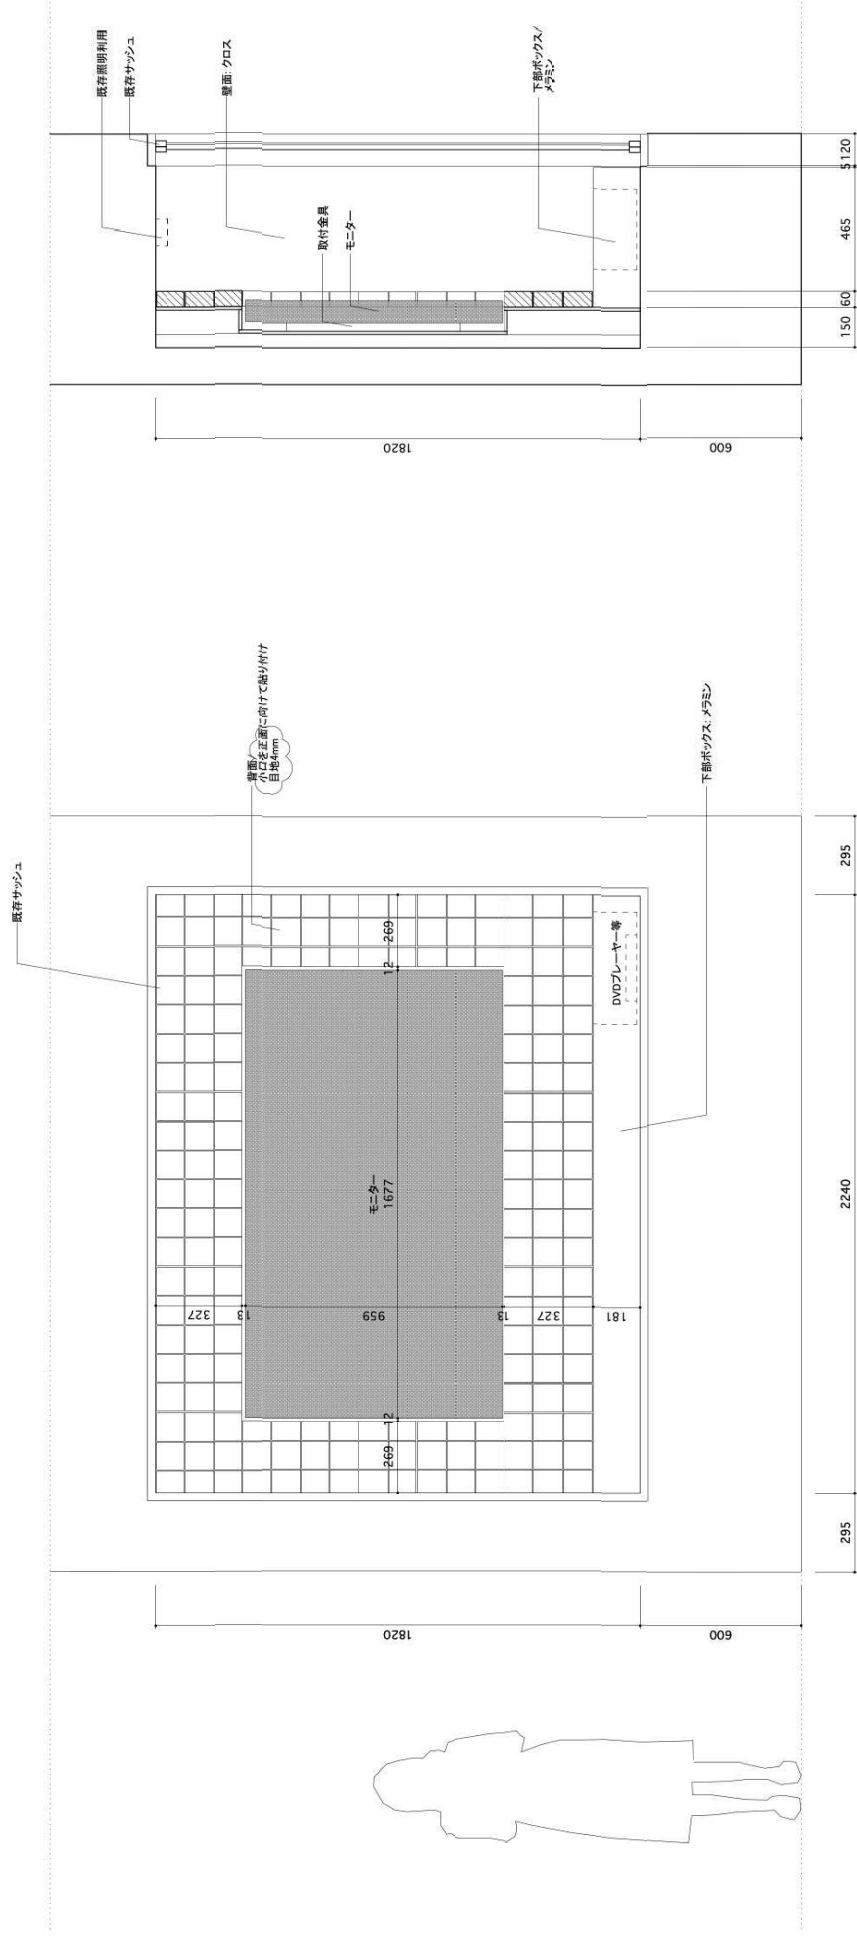 既存サッシュ
背面/
小口を正面に向けて貼り付け
目地4mm
327
13
モニター
269
12
1677
12
269
959
13
327
DVDプレーヤー等
181
下部ボックス: メラミン
1820
600
295
2240
295
既存照明利用
既存サッシュ
壁面: クロス
取付金具
モニター
下部ボックス/
メラミン
1820
600
150
60
465
5
120